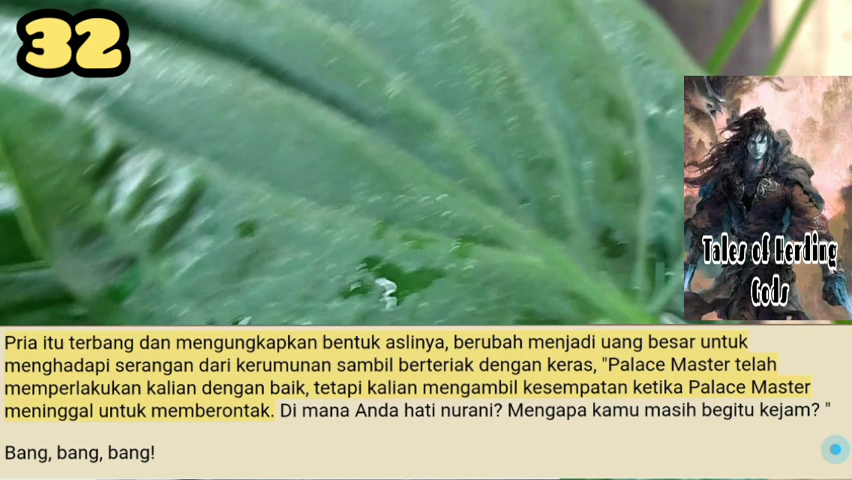 32
Tales of Herding
Gods
Pria itu terbang dan mengungkapkan bentuk aslinya, berubah menjadi uang besar untuk
menghadapi serangan dari kerumunan sambil berteriak dengan keras, "Palace Master telah
memperlakukan kalian dengan baik, tetapi kalian mengambil kesempatan ketika Palace Master
meninggal untuk memberontak. Di mana Anda hati nurani? Mengapa kamu masih begitu kejam? "
Bang, bang, bang!